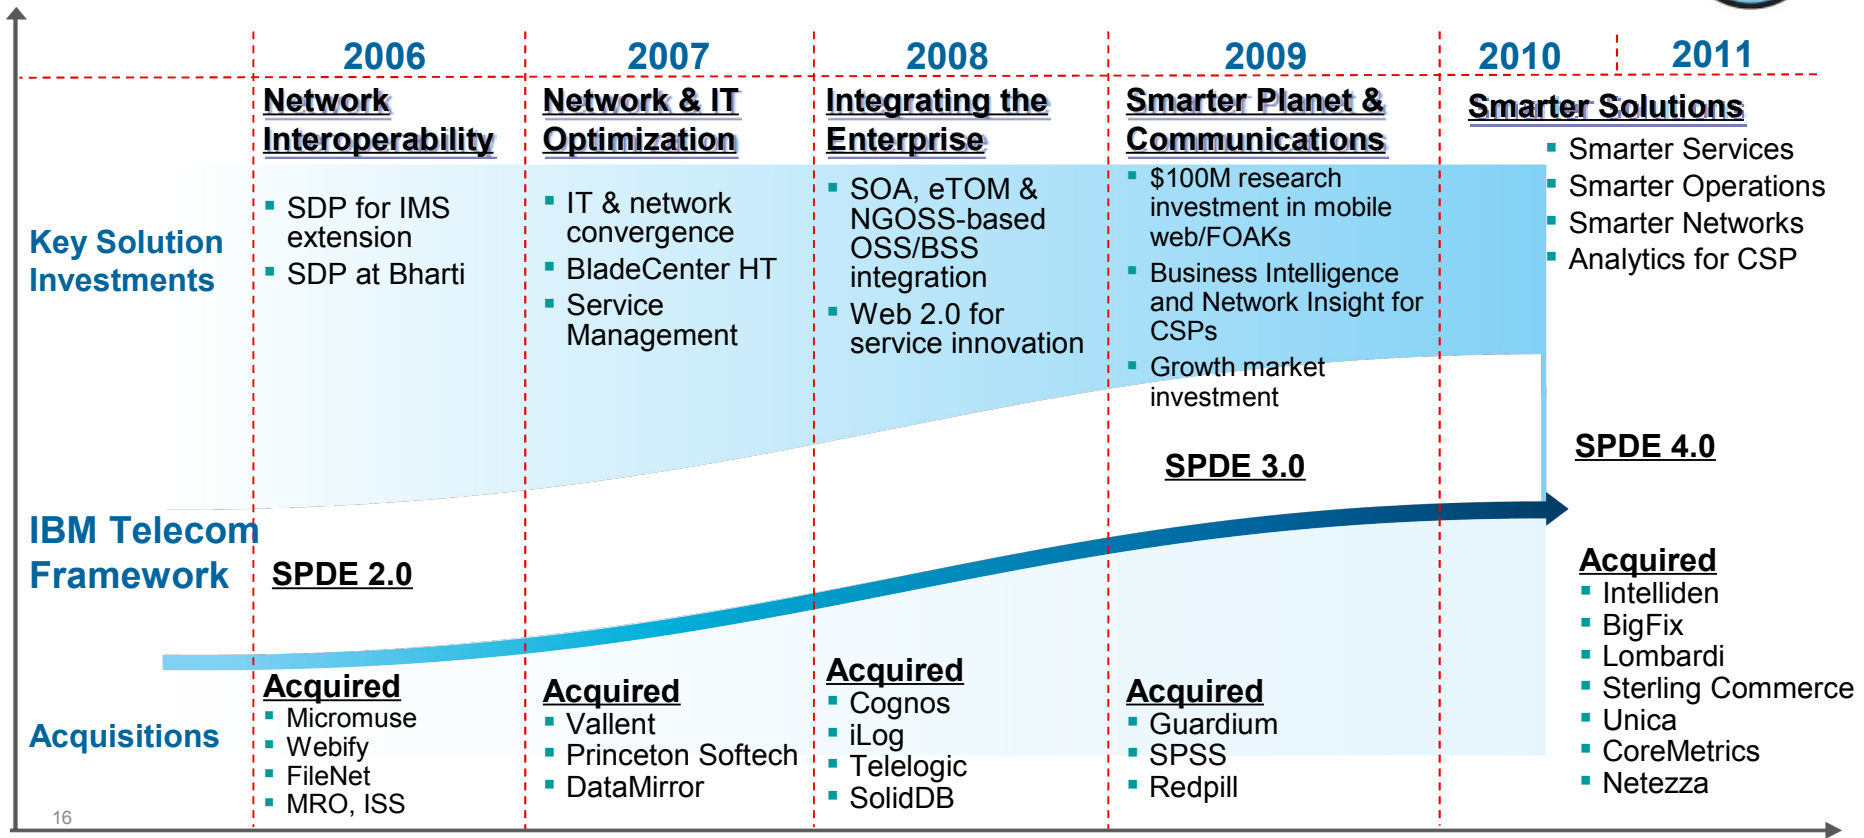 2006
2007
2008
2009
2010
2011
Network
Interoperability
Network & IT
Optimization
Integrating the
Enterprise
Smarter Planet &
Communications
Smarter Solutions
Key Solution
Investments
SDP for IMS
extension
SDP at Bharti
IT & network
convergence
BladeCenter HT
Service
Management
SOA, eTOM &
NGOSS-based
OSS/BSS
integration
Web 2.0 for
service innovation
$100M research
investment in mobile
web/FOAKs
Business Intelligence
and Network Insight for
CSPs
Growth market
investment
Smarter Services
Smarter Operations
Smarter Networks
Analytics for CSP
IBM Telecom
Framework
SPDE 2.0
SPDE 3.0
SPDE 4.0
Acquisitions
Acquired
Micromuse
Webify
FileNet
MRO, ISS
Acquired
Vallent
Princeton Softech
DataMirror
Acquired
Cognos
iLog
Telelogic
SolidDB
Acquired
Guardium
SPSS
Redpill
Acquired
Intelliden
BigFix
Lombardi
Sterling Commerce
Unica
CoreMetrics
Netezza
16